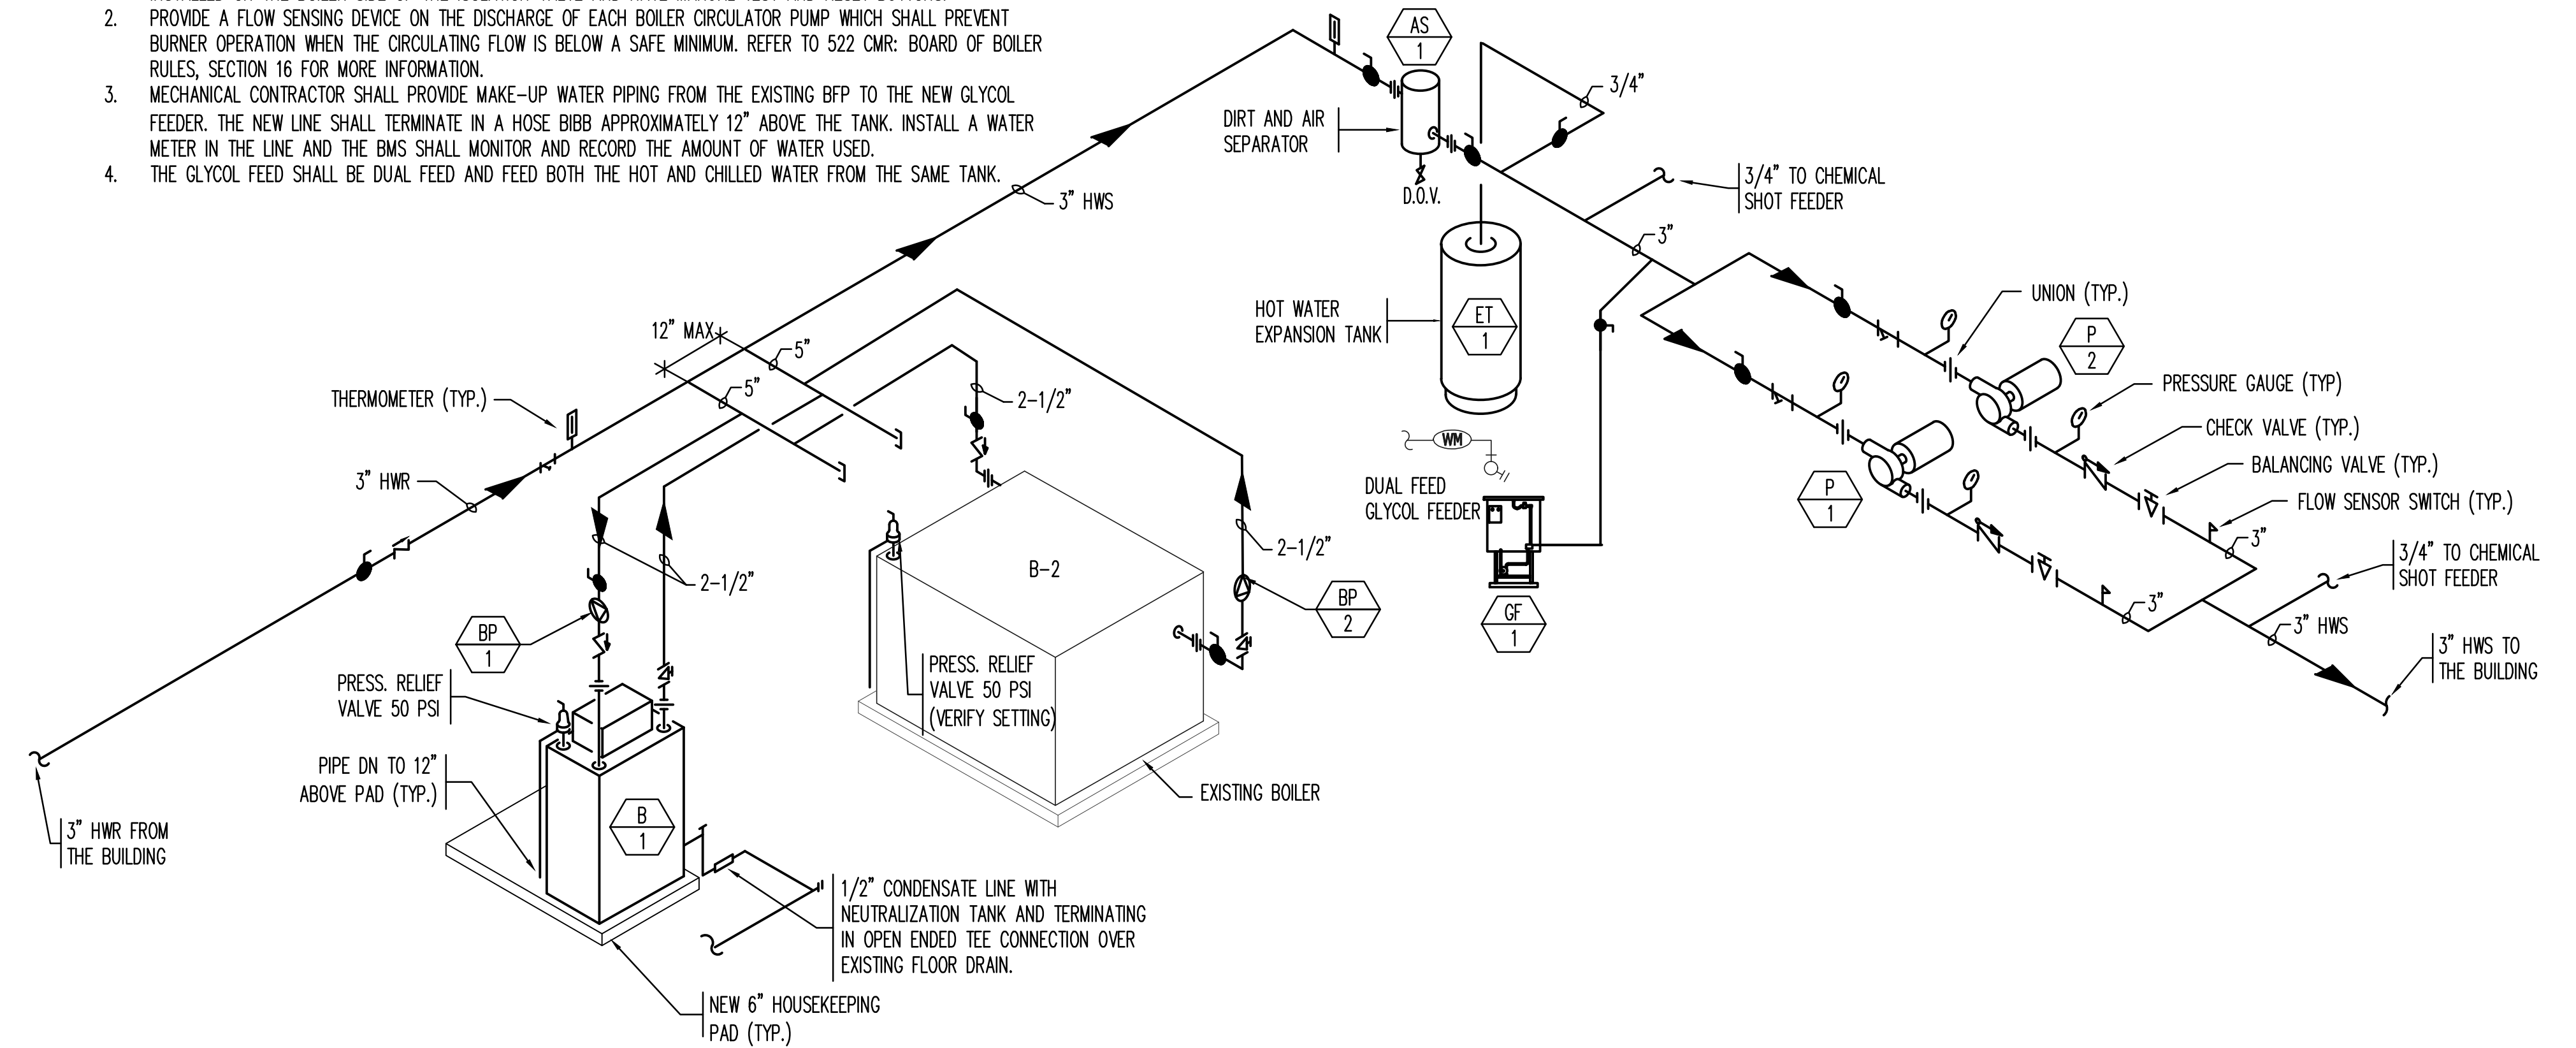 2. PROVIDE A FLOW SENSING DEVICE ON THE DISCHARGE OF EACH BOILER CIRCULATOR PUMP WHICH SHALL PREVENT
BURNER OPERATION WHEN THE CIRCULATING FLOW IS BELOW A SAFE MINIMUM. REFER TO 522 CMR: BOARD OF BOILER
RULES, SECTION 16 FOR MORE INFORMATION.
3. MECHANICAL CONTRACTOR SHALL PROVIDE MAKE-UP WATER PIPING FROM THE EXISTING BFP TO THE NEW GLYCOL
FEEDER. THE NEW LINE SHALL TERMINATE IN A HOSE BIBB APPROXIMATELY 12" ABOVE THE TANK. INSTALL A WATER
METER IN THE LINE AND THE BMS SHALL MONITOR AND RECORD THE AMOUNT OF WATER USED.
4. THE GLYCOL FEED SHALL BE DUAL FEED AND FEED BOTH THE HOT AND CHILLED WATER FROM THE SAME TANK.
AS
1
3/4"
DIRT AND AIR
SEPARATOR
D.O.V.
3" HWS
3/4" TO CHEMICAL
SHOT FEEDER
3"
HOT WATER
EXPANSION TANK
ET
1
UNION (TYP.)
P
2
PRESSURE GAUGE (TYP)
CHECK VALVE (TYP.)
BALANCING VALVE (TYP.)
FLOW SENSOR SWITCH (TYP.)
3"
3/4" TO CHEMICAL
SHOT FEEDER
3"
3" HWS
3" HWS TO
THE BUILDING
P
1
WM
DUAL FEED
GLYCOL FEEDER
GF
1
12" MAX
5"
5"
2-1/2"
THERMOMETER (TYP.)
3" HWR
2-1/2"
2-1/2"
BP
2
B-2
BP
1
PRESS. RELIEF
VALVE 50 PSI
PRESS. RELIEF
VALVE 50 PSI
(VERIFY SETTING)
PIPE DN TO 12"
ABOVE PAD (TYP.)
EXISTING BOILER
B
1
3" HWR FROM
THE BUILDING
1/2" CONDENSATE LINE WITH
NEUTRALIZATION TANK AND TERMINATING
IN OPEN ENDED TEE CONNECTION OVER
EXISTING FLOOR DRAIN.
NEW 6" HOUSEKEEPING
PAD (TYP.)